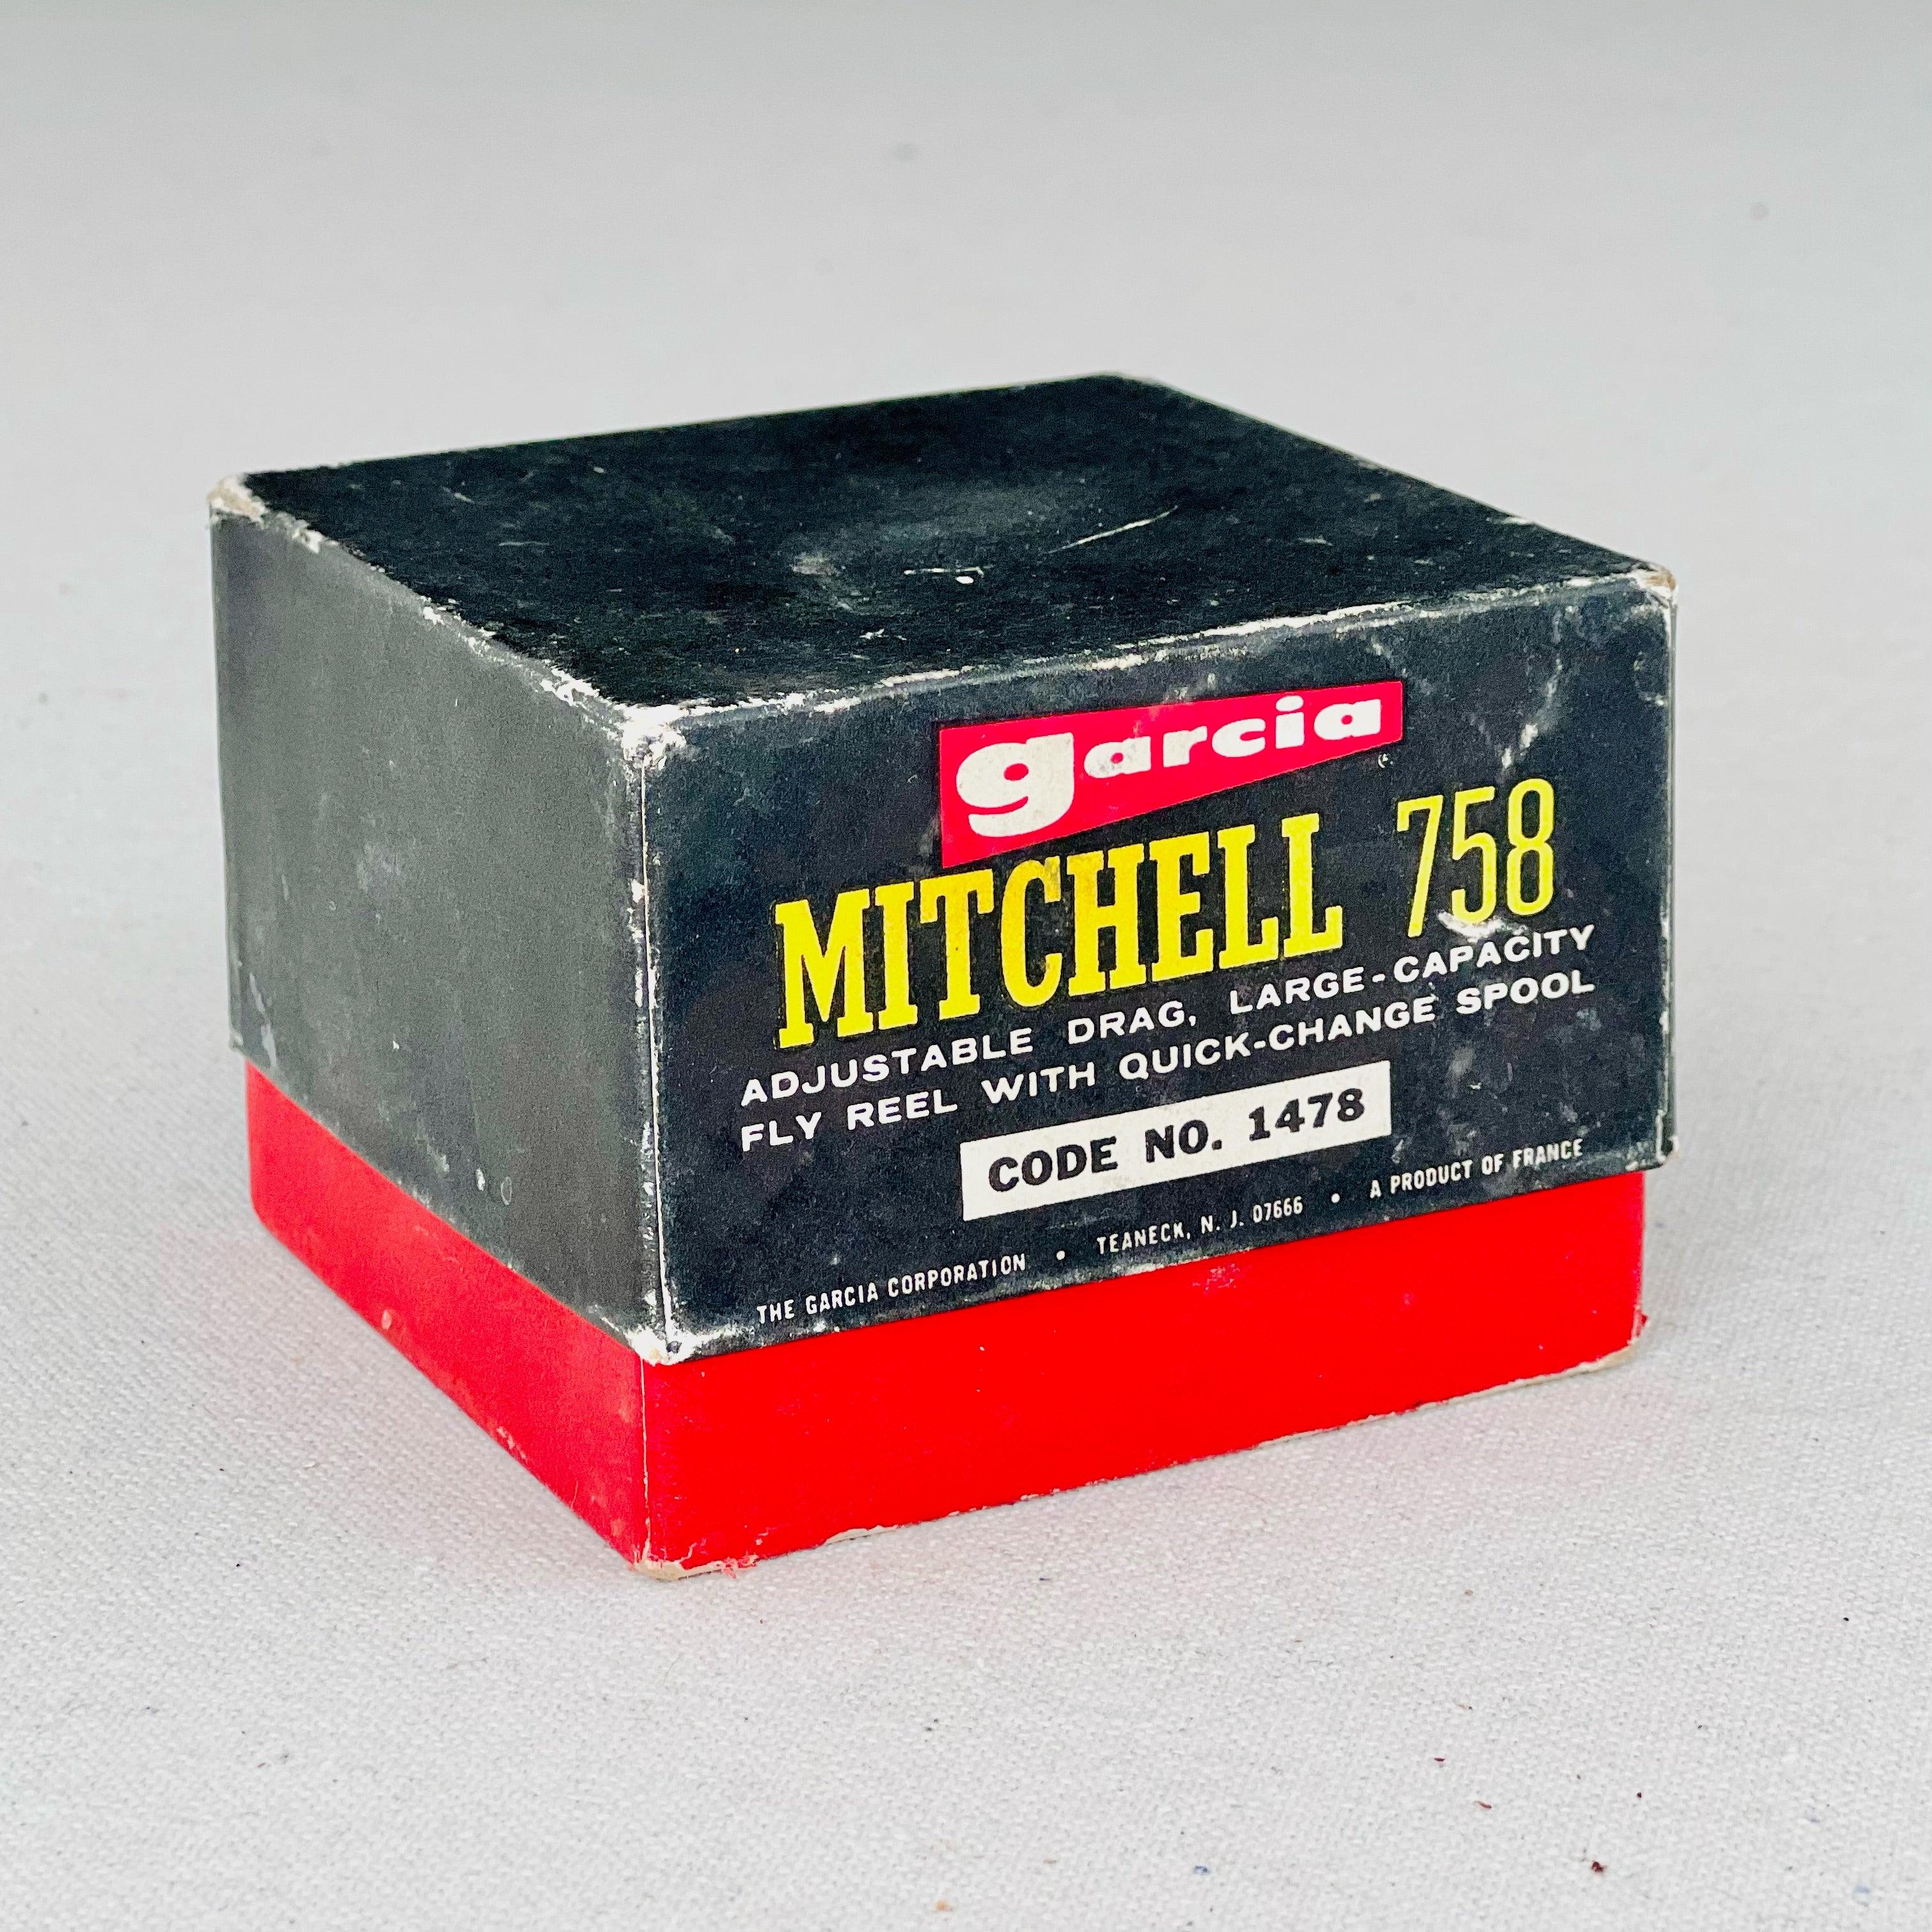 garcia
MITCHELL 758
ADJUSTABLE DRAG, LARGE-CAPACITY
FLY REEL WITH QUICK-CHANGE SPOOL
CODE NO. 1478
THE GARCIA CORPORATION • TEANECK, N. J. 07666 • A PRODUCT OF FRANCE